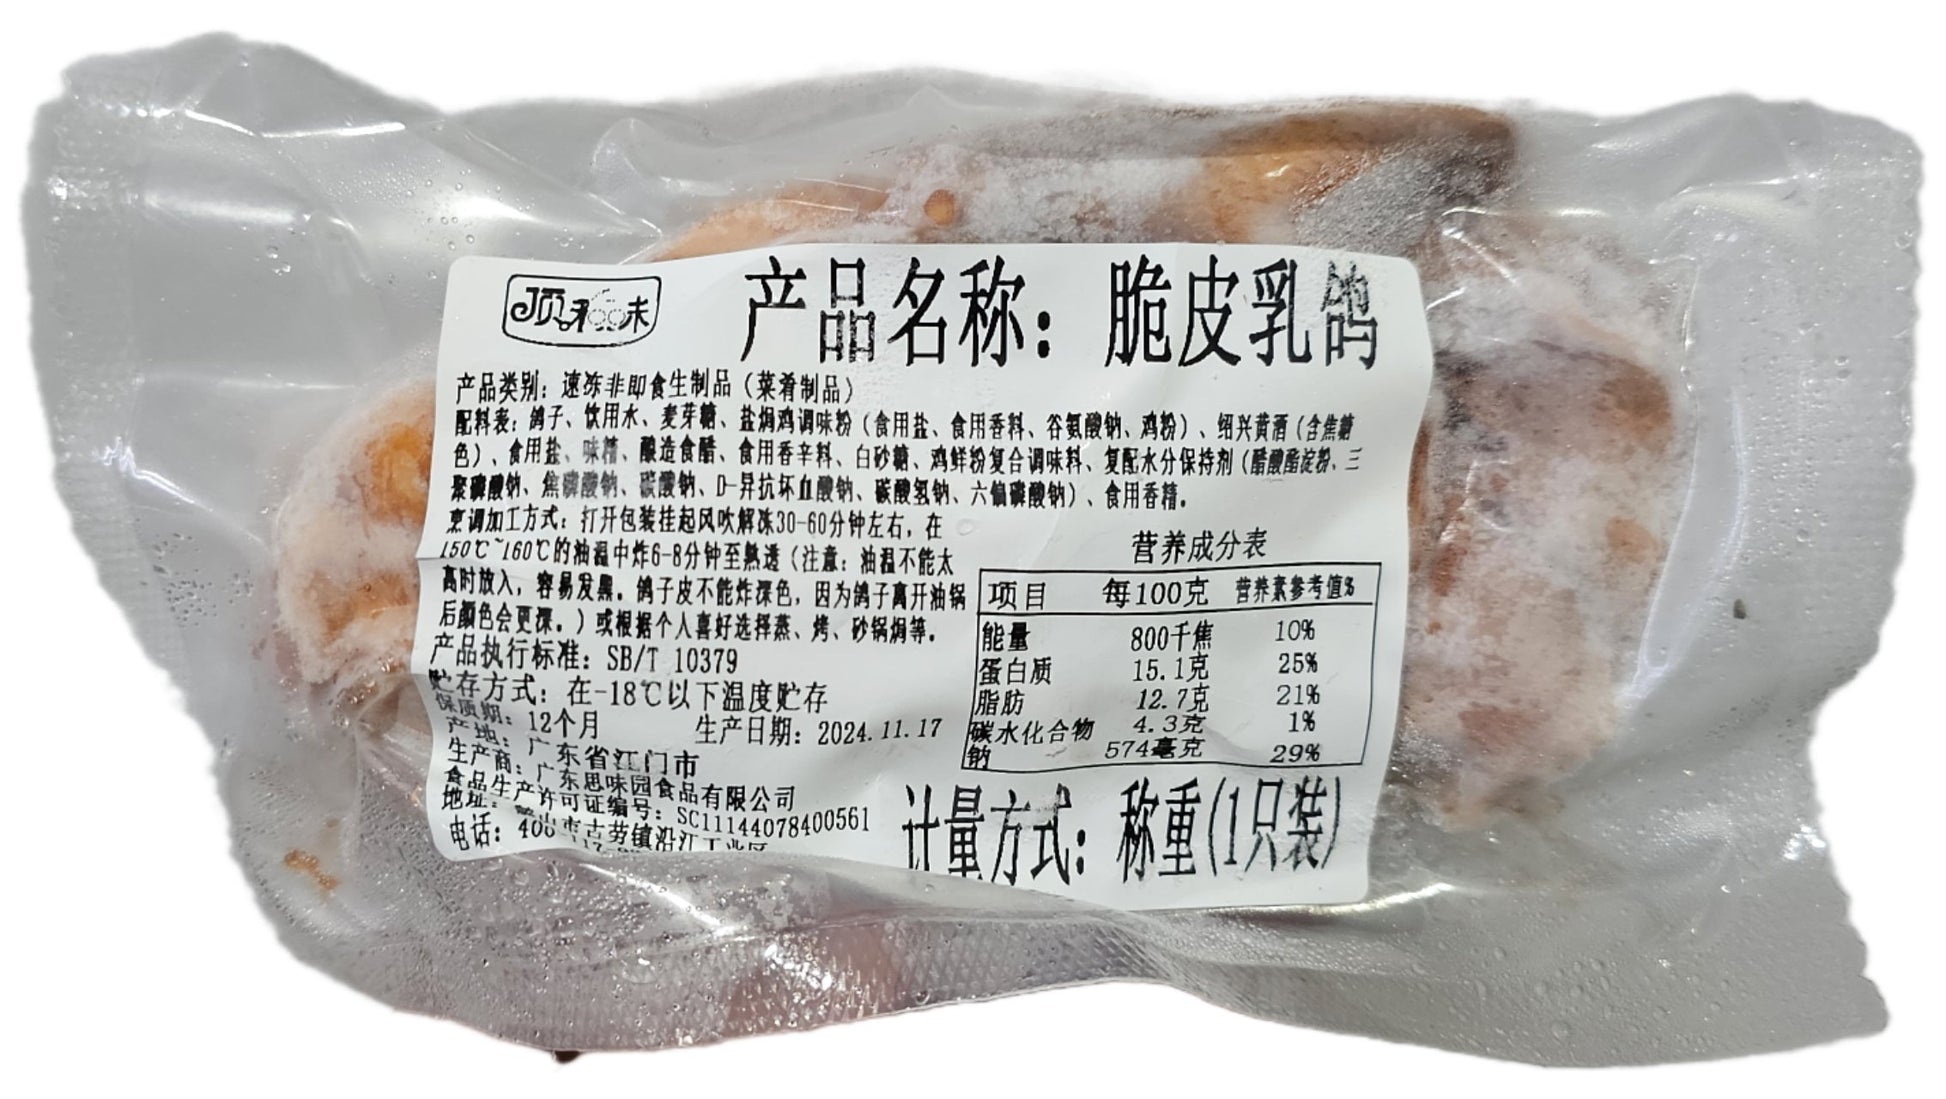 顶味
产品名称：脆皮乳鸽
产品类别：速冻非即食生制品（菜肴制品）
配料表：鸽子、饮用水、麦芽糖、盐焗鸡调味粉（食用盐、食用香料、谷氨酸钠、鸡粉）、绍兴黄酒（含焦糖
色）、食用盐、味精、酿造食醋、食用香辛料、白砂糖、鸡鲜粉复合调味料、复配水分保持剂（醋酸酯淀粉、三
聚磷酸钠、焦磷酸钠、碳酸钠、D-异抗坏血酸钠、碳酸氢钠、六偏磷酸钠）、食用香精。
烹调加工方式：打开包装挂起风吹解冻30-60分钟左右，在
150℃~160℃的油温中炸6-8分钟至熟透（注意：油温不能太
高时放入，容易发黑。鸽子皮不能炸深色，因为鸽子离开油锅
后颜色会更深。）或根据个人喜好选择蒸、烤、砂锅焗等。
产品执行标准：SB/T 10379
贮存方式：在-18℃以下温度贮存
保质期：12个月 生产日期：2024.11.17
产地：广东省江门市
生产商：广东思味园食品有限公司
食品生产许可证编号：SC11144078400561
地址：山市古劳镇沿江工业区
电话：400
营养成分表
项目 每100克 营养素参考值%
能量 800千焦 10%
蛋白质 15.1克 25%
脂肪 12.7克 21%
碳水化合物 4.3克 1%
钠 574毫克 29%
计量方式：称重(1只装)